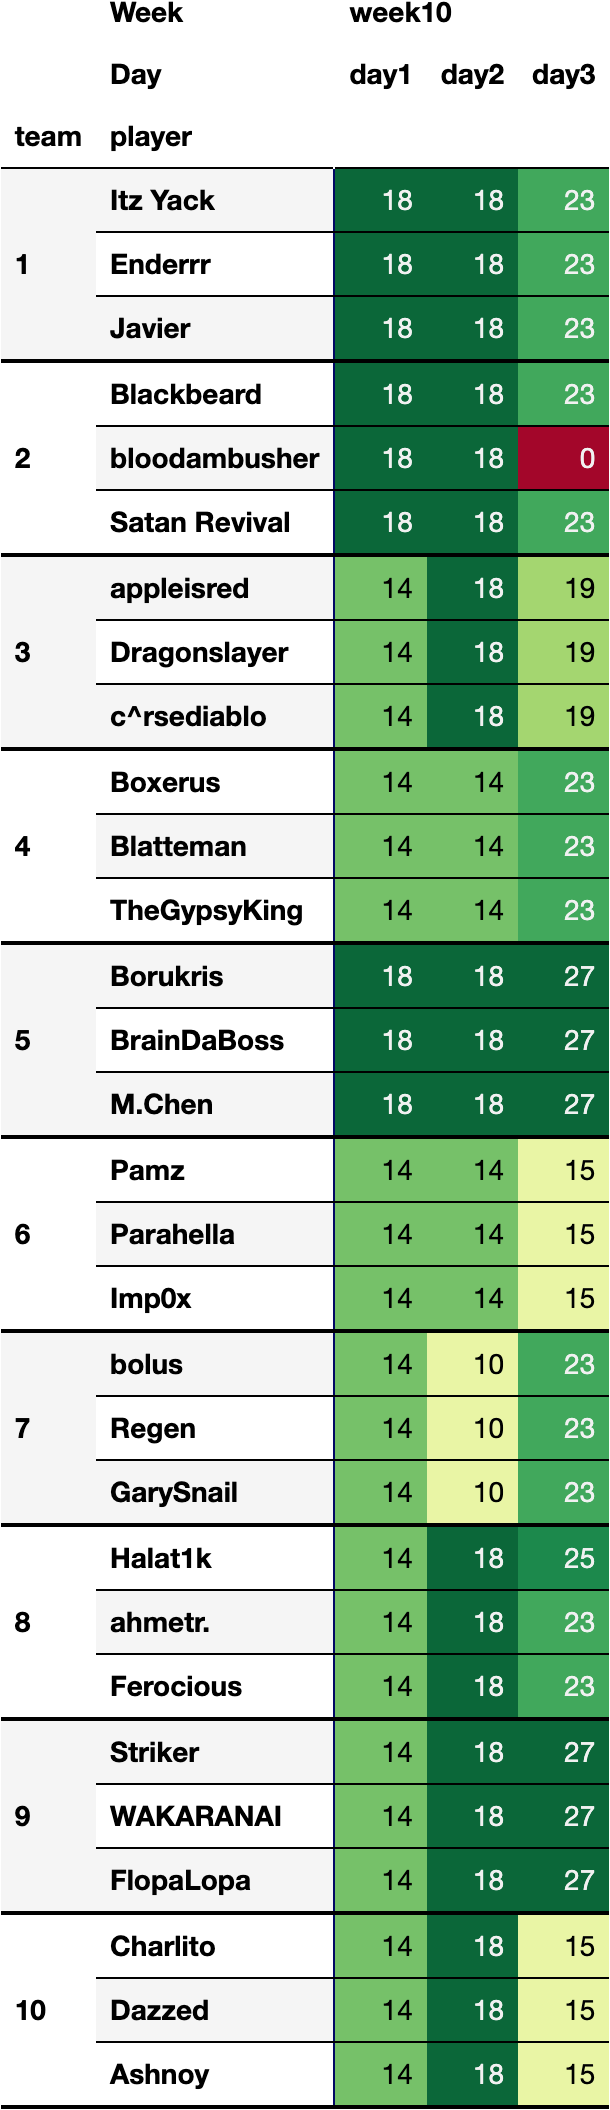 Week week10
Day day1 day2 day3
team player
Itz Yack 18 18 23
1 Enderrr 18 18 23
Javier 18 18 23
Blackbeard 18 18 23
2 bloodambusher 18 18 0
Satan Revival 18 18 23
appleisred 14 18 19
3 Dragonslayer 14 18 19
c^rsediablo 14 18 19
Boxerus 14 14 23
4 Blatteman 14 14 23
TheGypsyKing 14 14 23
Borukris 18 18 27
5 BrainDaBoss 18 18 27
M.Chen 18 18 27
Pamz 14 14 15
6 Parahella 14 14 15
Imp0x 14 14 15
bolus 14 10 23
7 Regen 14 10 23
GarySnail 14 10 23
Halat1k 14 18 25
8 ahmetr. 14 18 23
Ferocious 14 18 23
Striker 14 18 27
9 WAKARANAI 14 18 27
FlopaLopa 14 18 27
Charlito 14 18 15
10 Dazzed 14 18 15
Ashnoy 14 18 15